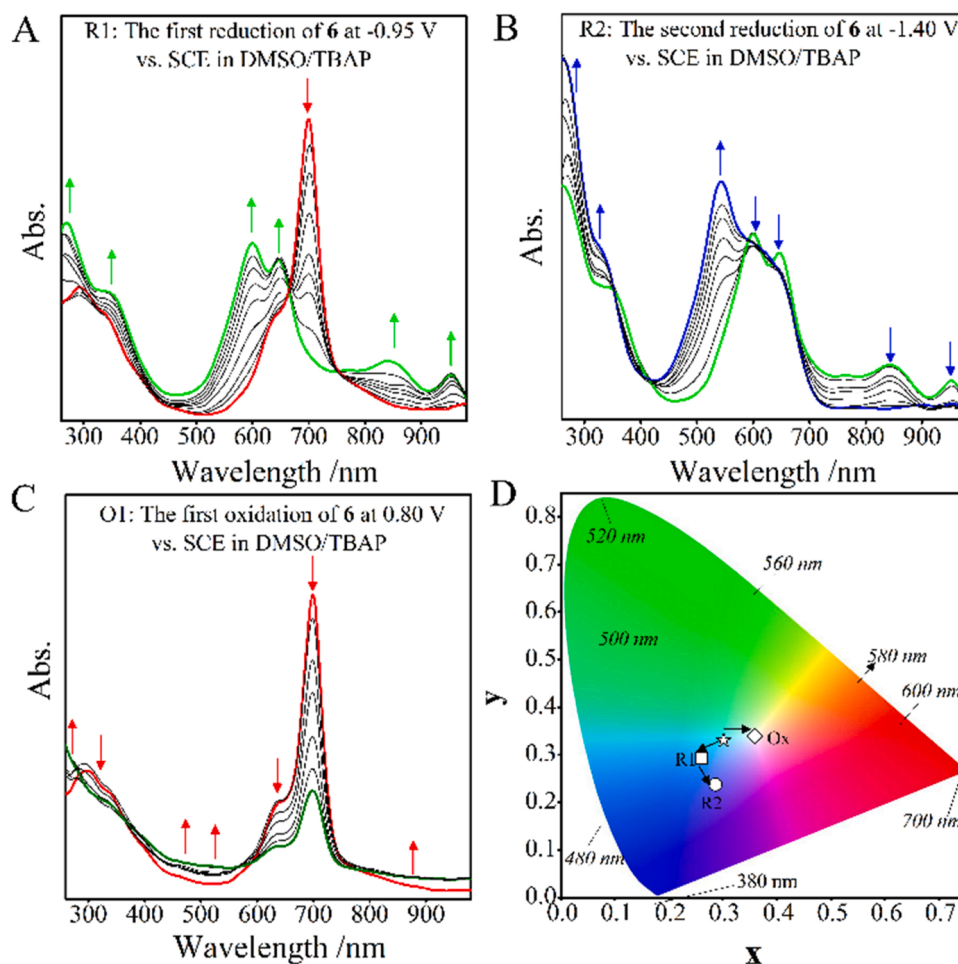 A
R1: The first reduction of 6 at -0.95 V
vs. SCE in DMSO/TBAP
Abs.
300 400 500 600 700 800 900
Wavelength /nm
B
R2: The second reduction of 6 at -1.40 V
vs. SCE in DMSO/TBAP
Abs.
300 400 500 600 700 800 900
Wavelength /nm
C
O1: The first oxidation of 6 at 0.80 V
vs. SCE in DMSO/TBAP
Abs.
300 400 500 600 700 800 900
Wavelength /nm
D
0.8
0.7
0.6
0.5
0.4
0.3
0.2
0.1
0.0
y
520 nm
560 nm
500 nm
580 nm
600 nm
Ox
R1
R2
700 nm
480 nm
380 nm
0.0 0.1 0.2 0.3 0.4 0.5 0.6 0.7
x